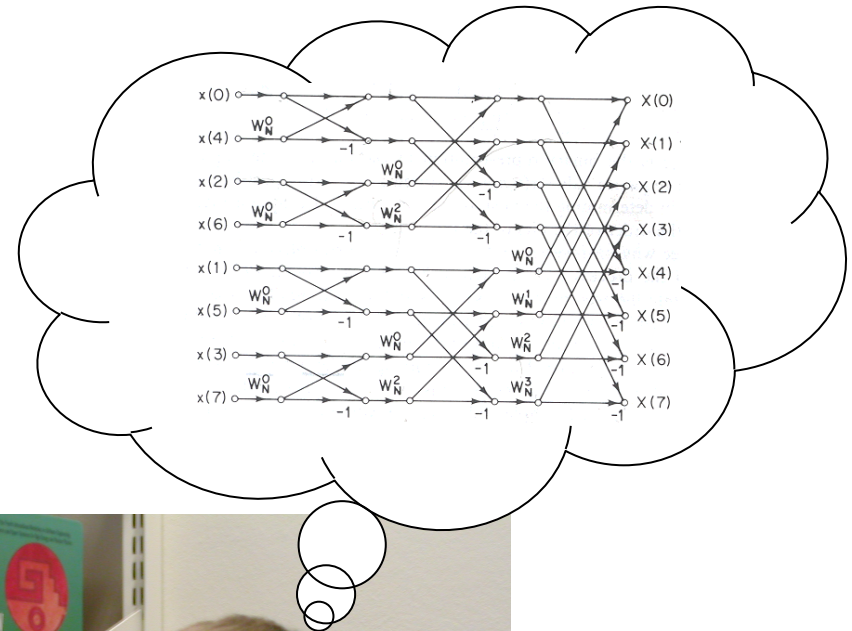 x(0) X(0)
x(4) W_N^0 -1 X(1)
x(2) W_N^0 -1 X(2)
x(6) W_N^0 -1 W_N^2 -1 X(3)
x(1) W_N^0 -1 X(4)
x(5) W_N^0 -1 W_N^1 -1 X(5)
x(3) W_N^0 -1 W_N^2 -1 X(6)
x(7) W_N^0 -1 W_N^2 -1 W_N^3 -1 X(7)